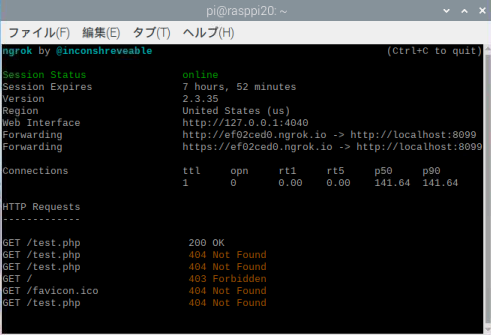 pi@rasppi20: ~
ファイル(F) 編集(E) タブ(T) ヘルプ(H)
ngrok by @inconshreveable (Ctrl+C to quit)
Session Status online
Session Expires 7 hours, 52 minutes
Version 2.3.35
Region United States (us)
Web Interface http://127.0.0.1:4040
Forwarding http://ef02ced0.ngrok.io -> http://localhost:8099
Forwarding https://ef02ced0.ngrok.io -> http://localhost:8099
Connections ttl opn rt1 rt5 p50 p90
1 0 0.00 0.00 141.64 141.64
HTTP Requests
-------------
GET /test.php 200 OK
GET /test.php 404 Not Found
GET /test.php 404 Not Found
GET / 403 Forbidden
GET /favicon.ico 404 Not Found
GET /test.php 404 Not Found